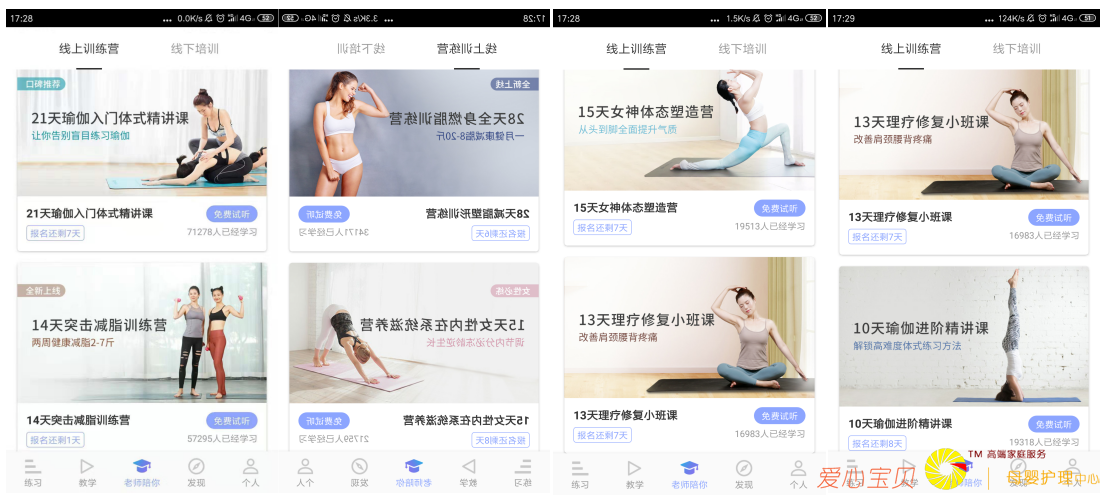 17:28
... 0.0K/s 4G 52
线上训练营 线下培训
口碑推荐
21天瑜伽入门体式精讲课
让你告别盲目练习瑜伽
21天瑜伽入门体式精讲课 免费试听
报名还剩7天 71278人已经学习
全新上线
14天突击减脂训练营
两周健康减脂2-7斤
14天突击减脂训练营 免费试听
报名还剩1天 57295人已经学习
练习 教学 老师陪你 发现 个人
17:28
... 3.3K/s 4G 52
线上训练营 线下培训
全新上线
28天全身燃脂训练营
一月健康减脂8-20斤
28天减脂塑形训练营 免费试听
报名还剩6天 34171人已经学习
女性必练
15天女性内在系统滋养营
调节内分泌冻龄逆龄生长
15天女性内在系统滋养营 免费试听
报名还剩8天 21759人已经学习
练习 教学 老师陪你 发现 个人
17:28
... 1.5K/s 4G 52
线上训练营 线下培训
15天女神体态塑造营
从头到脚全面提升气质
15天女神体态塑造营 免费试听
报名还剩7天 19513人已经学习
13天理疗修复小班课
改善肩颈腰背疼痛
13天理疗修复小班课 免费试听
报名还剩7天 16983人已经学习
练习 教学 老师陪你 发现 个人
17:29
... 124K/s 4G 51
线上训练营 线下培训
13天理疗修复小班课
改善肩颈腰背疼痛
13天理疗修复小班课 免费试听
报名还剩7天 16983人已经学习
10天瑜伽进阶精讲课
解锁高难度体式练习方法
10天瑜伽进阶精讲课 免费试听
报名还剩8天 19318人已经学习
练习 教学
爱心宝贝
TM 高端家庭服务
母婴护理中心